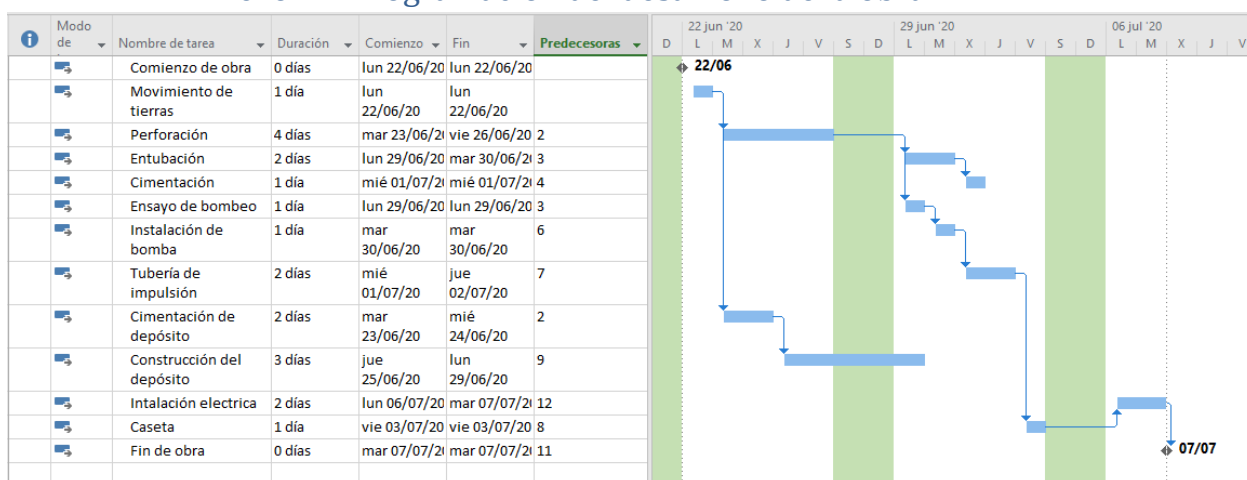 Modo
22 jun '20 29 jun '20 06 jul '20
de Nombre de tarea Duración Comienzo Fin Predecesoras D L M X J V S D L M X J V S D L M X J V
Comienzo de obra 0 días lun 22/06/20 lun 22/06/20 22/06
Movimiento de 1 día lun lun
tierras 22/06/20 22/06/20
Perforación 4 días mar 23/06/2 vie 26/06/20 2
Entubación 2 días lun 29/06/20 mar 30/06/2 3
Cimentación 1 día mié 01/07/2 mié 01/07/2 4
Ensayo de bombeo 1 día lun 29/06/20 lun 29/06/20 3
Instalación de 1 día mar mar 6
bomba 30/06/20 30/06/20
Tubería de 2 días mié jue 7
impulsión 01/07/20 02/07/20
Cimentación de 2 días mar mié 2
depósito 23/06/20 24/06/20
Construcción del 3 días jue lun 9
depósito 25/06/20 29/06/20
Intalación electrica 2 días lun 06/07/20 mar 07/07/2 12
Caseta 1 día vie 03/07/20 vie 03/07/20 8
Fin de obra 0 días mar 07/07/2 mar 07/07/2 11 07/07